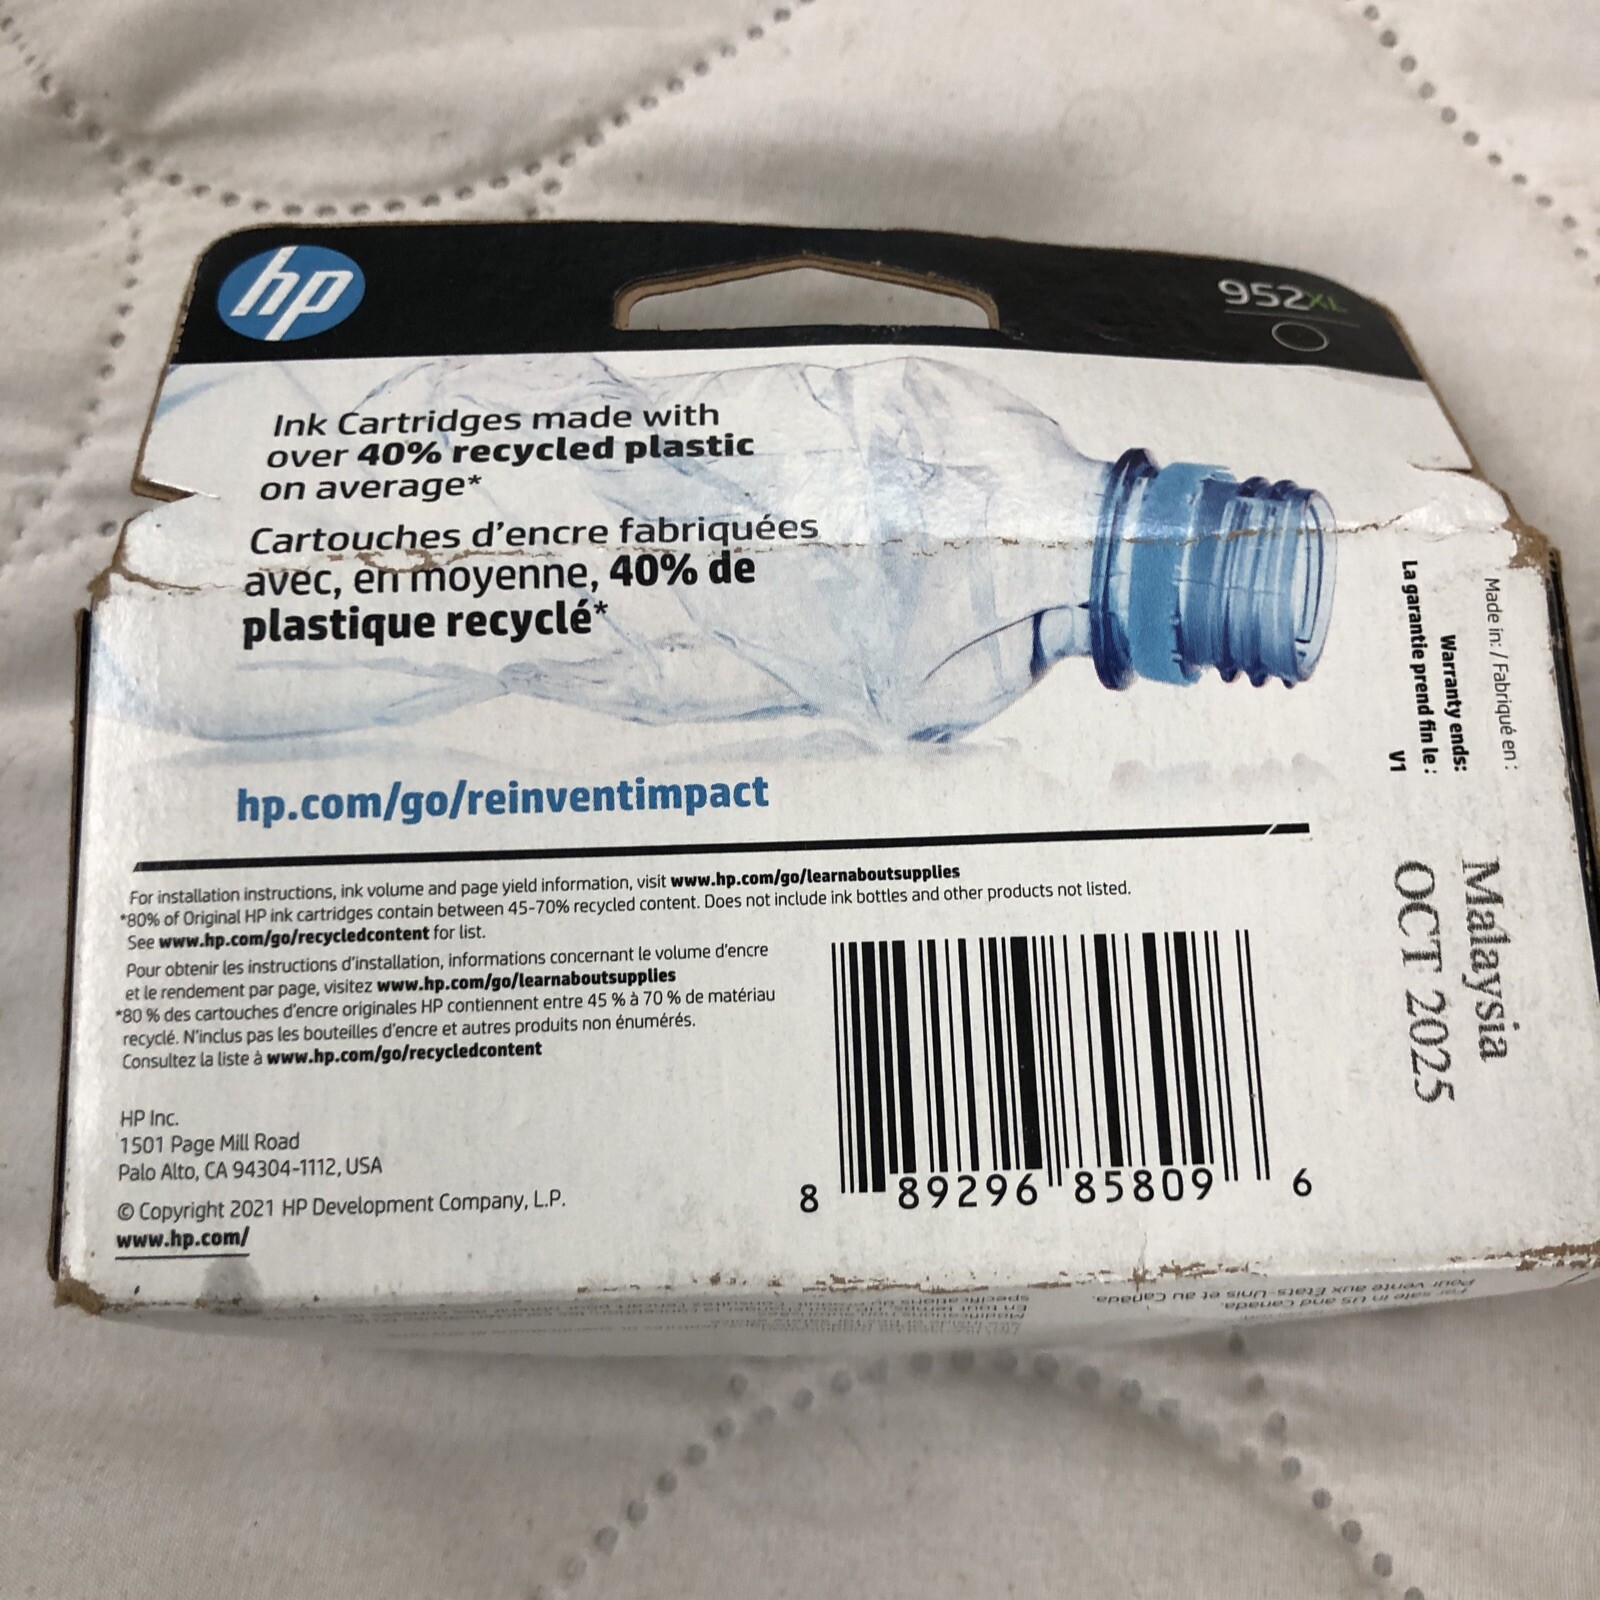 hp
952XL
Ink Cartridges made with
over 40% recycled plastic
on average*
Cartouches d'encre fabriquées
avec, en moyenne, 40% de
plastique recyclé*
hp.com/go/reinventimpact
For installation instructions, ink volume and page yield information, visit www.hp.com/go/learnaboutsupplies
*80% of Original HP ink cartridges contain between 45-70% recycled content. Does not include ink bottles and other products not listed.
See www.hp.com/go/recycledcontent for list.
Pour obtenir les instructions d'installation, informations concernant le volume d'encre
et le rendement par page, visitez www.hp.com/go/learnaboutsupplies
*80 % des cartouches d'encre originales HP contiennent entre 45 % à 70 % de matériau
recyclé. N'inclus pas les bouteilles d'encre et autres produits non énumérés.
Consultez la liste à www.hp.com/go/recycledcontent
HP Inc.
1501 Page Mill Road
Palo Alto, CA 94304-1112, USA
© Copyright 2021 HP Development Company, L.P.
www.hp.com/
8 89296 85809 6
Made in: / Fabriqué en : Malaysia
Warranty ends:
La garantie prend fin le : OCT 2025
V1
For sale in US and Canada.
Pour vente aux États-Unis et au Canada.